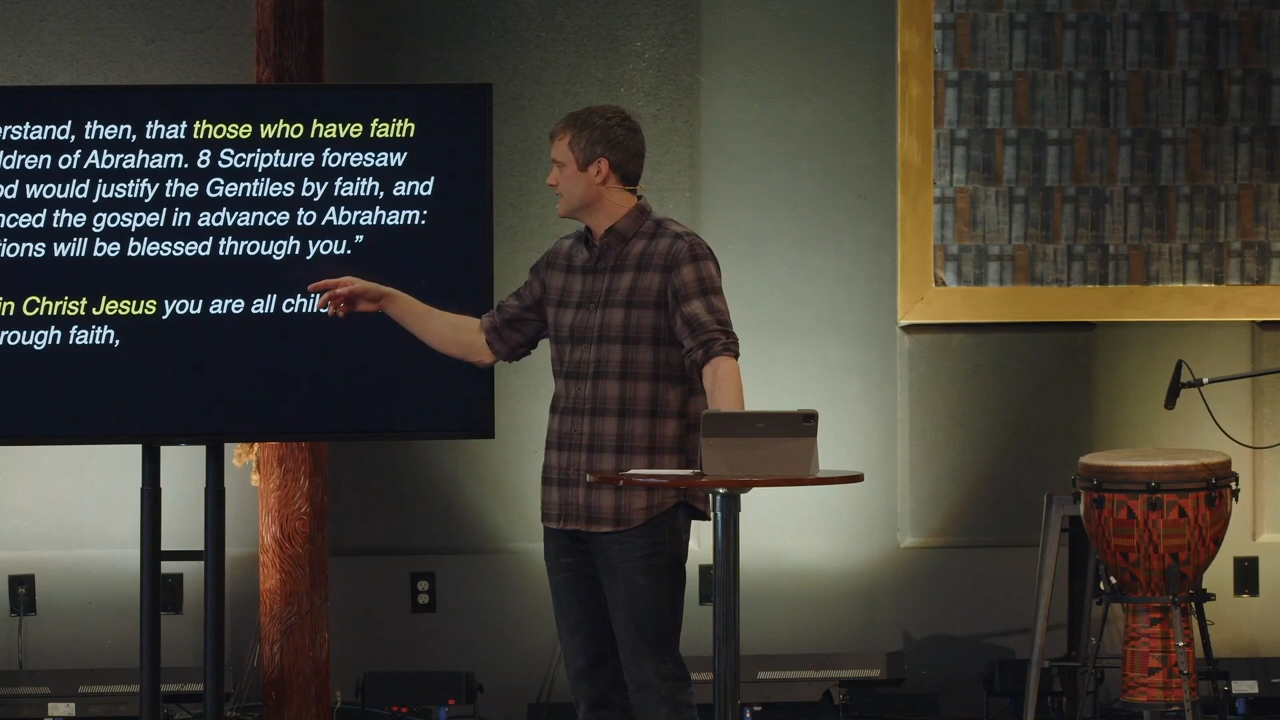 erstand, then, that those who have faith
ldren of Abraham. 8 Scripture foresaw
od would justify the Gentiles by faith, and
nced the gospel in advance to Abraham:
tions will be blessed through you.”
in Christ Jesus you are all chil
rough faith,